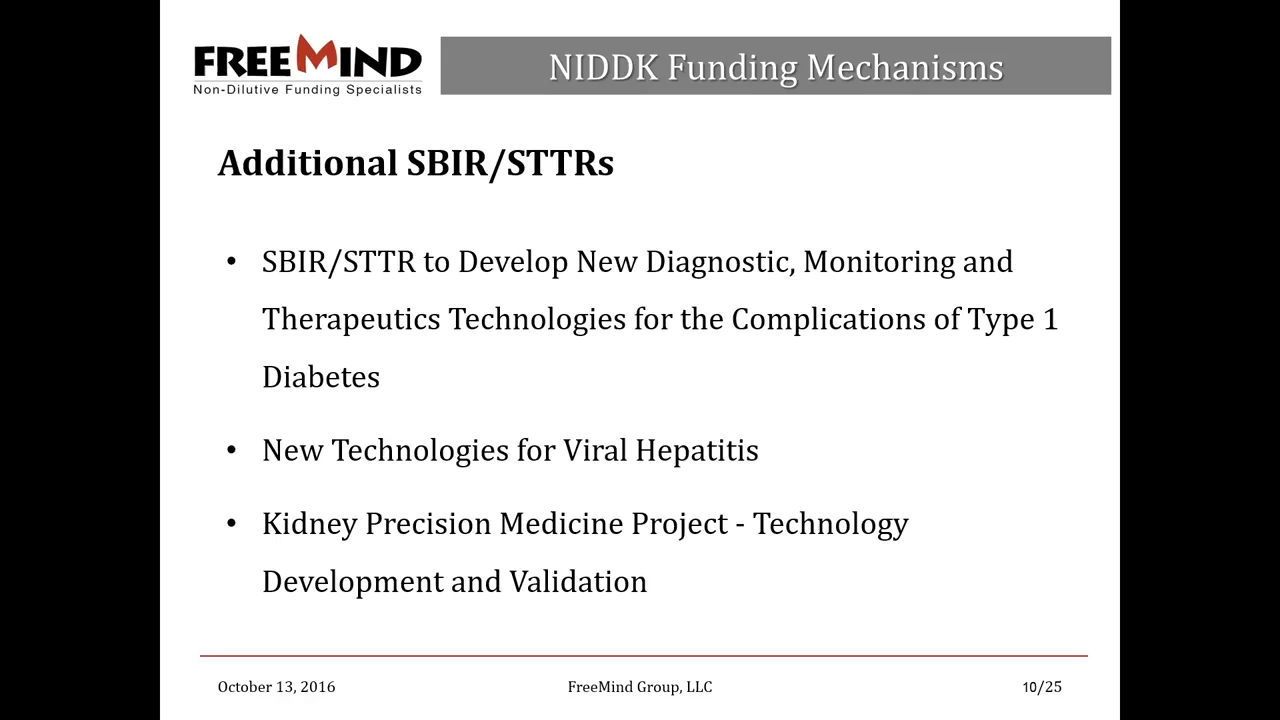 FREEMIND
Non-Dilutive Funding Specialists
NIDDK Funding Mechanisms
Additional SBIR/STTRs
• SBIR/STTR to Develop New Diagnostic, Monitoring and
Therapeutics Technologies for the Complications of Type 1
Diabetes
• New Technologies for Viral Hepatitis
• Kidney Precision Medicine Project - Technology
Development and Validation
October 13, 2016
FreeMind Group, LLC
10/25